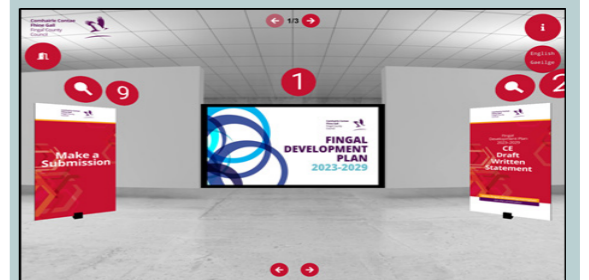 Comhairle Contae
Fhine Gall
Fingal County
Council
1/3
i
English
Gaeilge
9
1
2
Make a
Submission
FINGAL
DEVELOPMENT
PLAN
2023-2029
Fingal
Development Plan
2023-2029
CE
Draft
Written
Statement